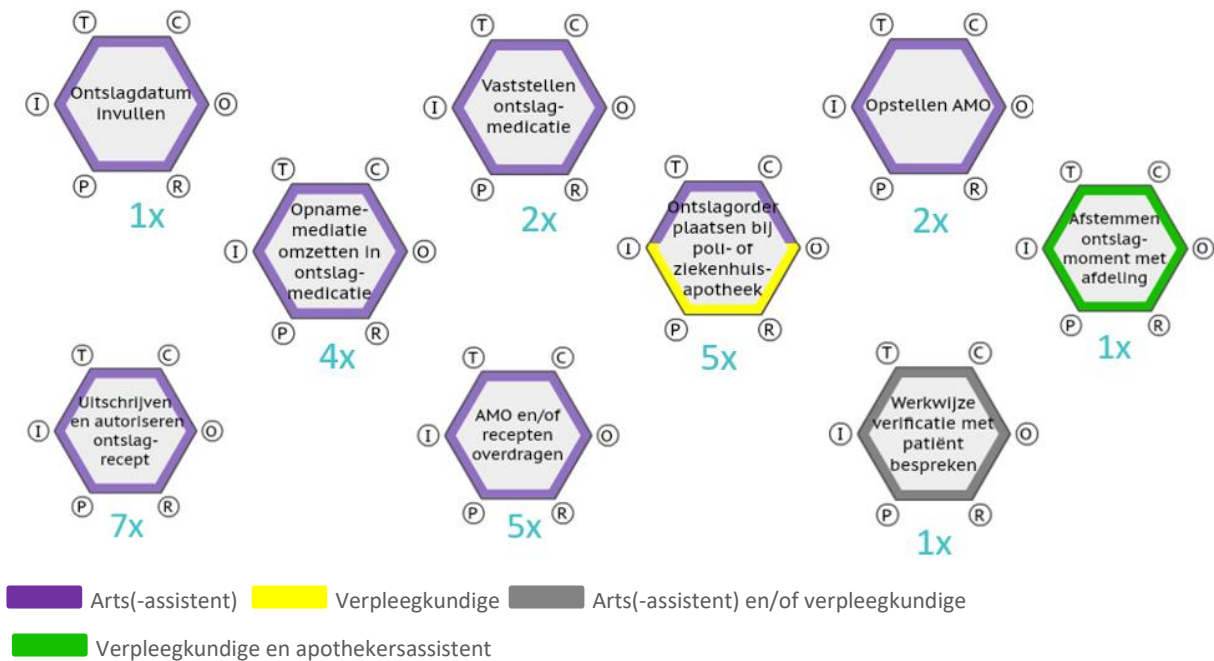 T C
I Ontslagdatum O
invullen
P R
1x
T C
I Vaststellen O
ontslag-
medicatie
P R
2x
T C
I Opstellen AMO O
P R
2x
T C
I Opname- O
mediatie
omzetten in
ontslag-
medicatie
P R
4x
T C
I Ontslagorder O
plaatsen bij
poli- of
ziekenhuis-
apotheek
P R
5x
T C
I Afstemmen O
ontslag-
moment met
afdeling
P R
1x
T C
I Uitschrijven O
en autoriseren
ontslag-
recept
P R
7x
T C
I AMO en/of O
recepten
overdragen
P R
5x
T C
I Werkwijze O
verificatie met
patiënt
bespreken
P R
1x
Arts(-assistent) Verpleegkundige Arts(-assistent) en/of verpleegkundige
Verpleegkundige en apothekersassistent